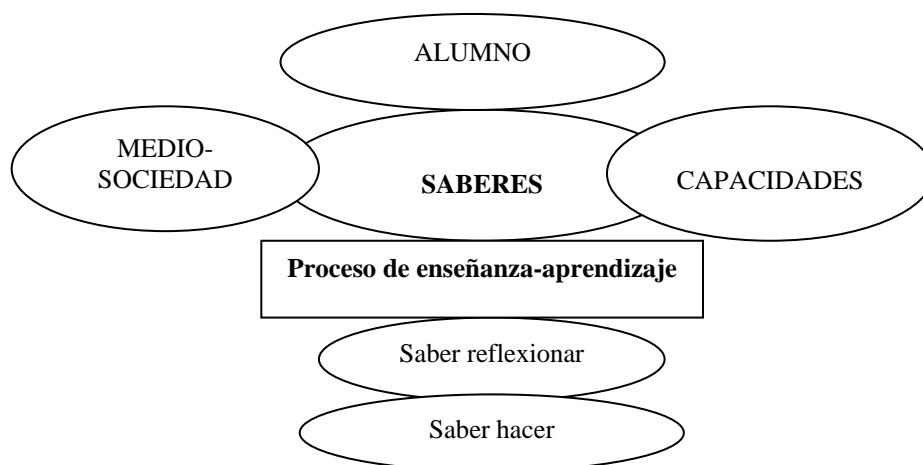 ALUMNO
MEDIO-
SOCIEDAD
SABERES
CAPACIDADES
Proceso de enseñanza-aprendizaje
Saber reflexionar
Saber hacer